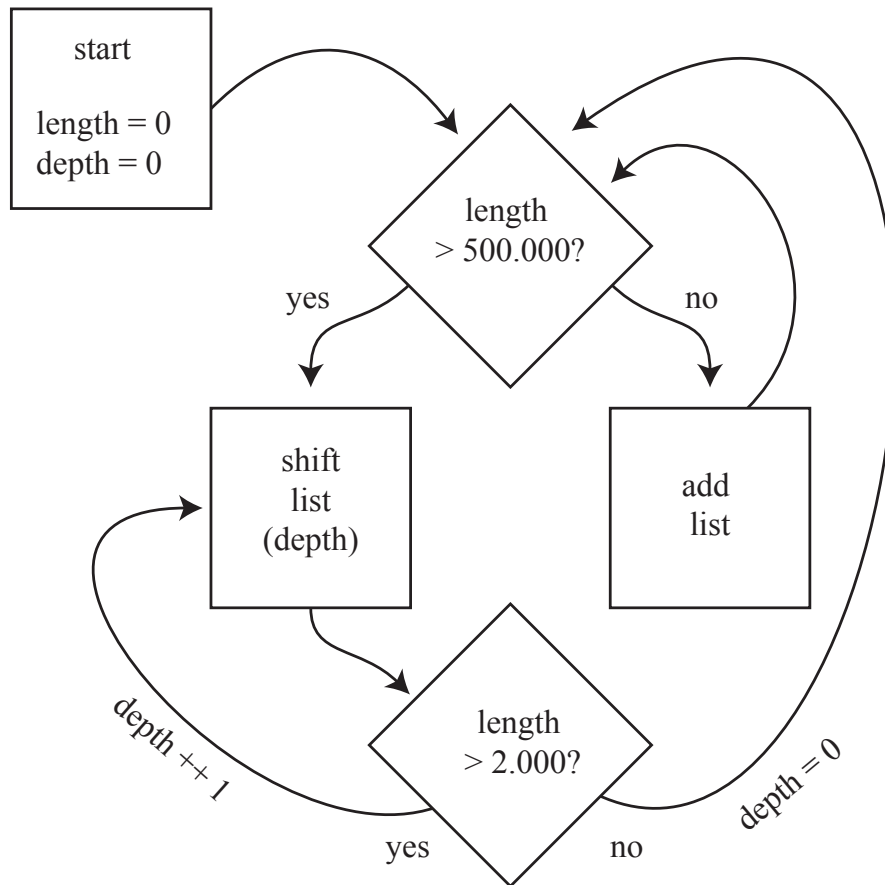 start
length = 0
depth = 0
length
> 500.000?
yes
no
shift
list
(depth)
add
list
length
> 2.000?
depth ++ 1
depth = 0
yes
no